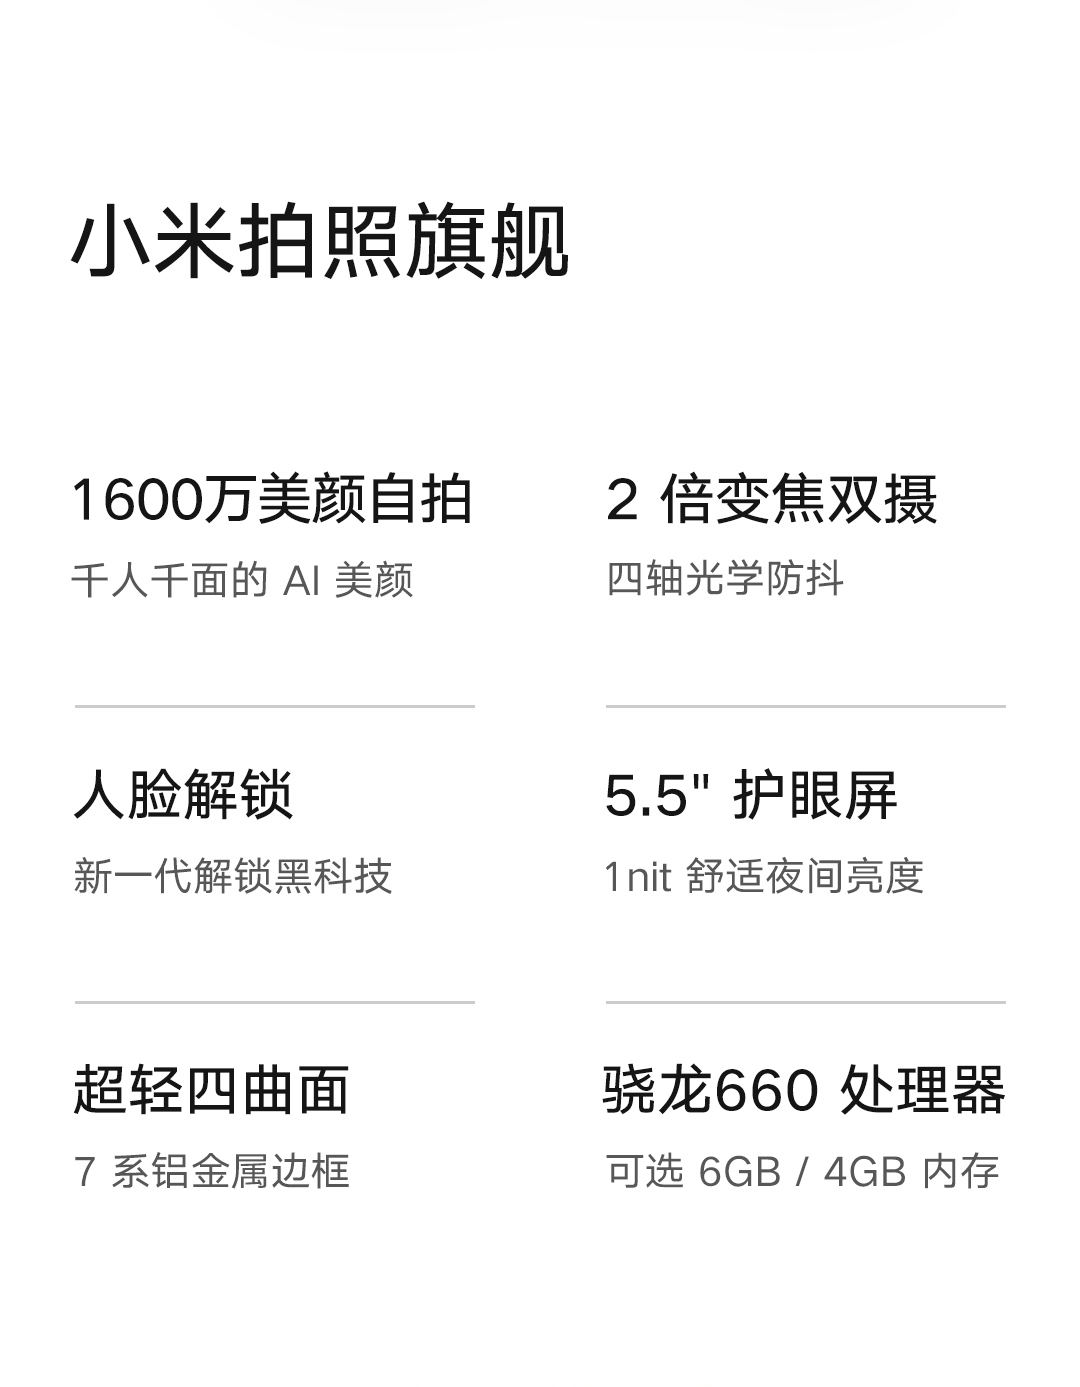 小米拍照旗舰
1600万美颜自拍
千人千面的 AI 美颜
2 倍变焦双摄
四轴光学防抖
人脸解锁
新一代解锁黑科技
5.5" 护眼屏
1nit 舒适夜间亮度
超轻四曲面
7 系铝金属边框
骁龙660 处理器
可选 6GB / 4GB 内存